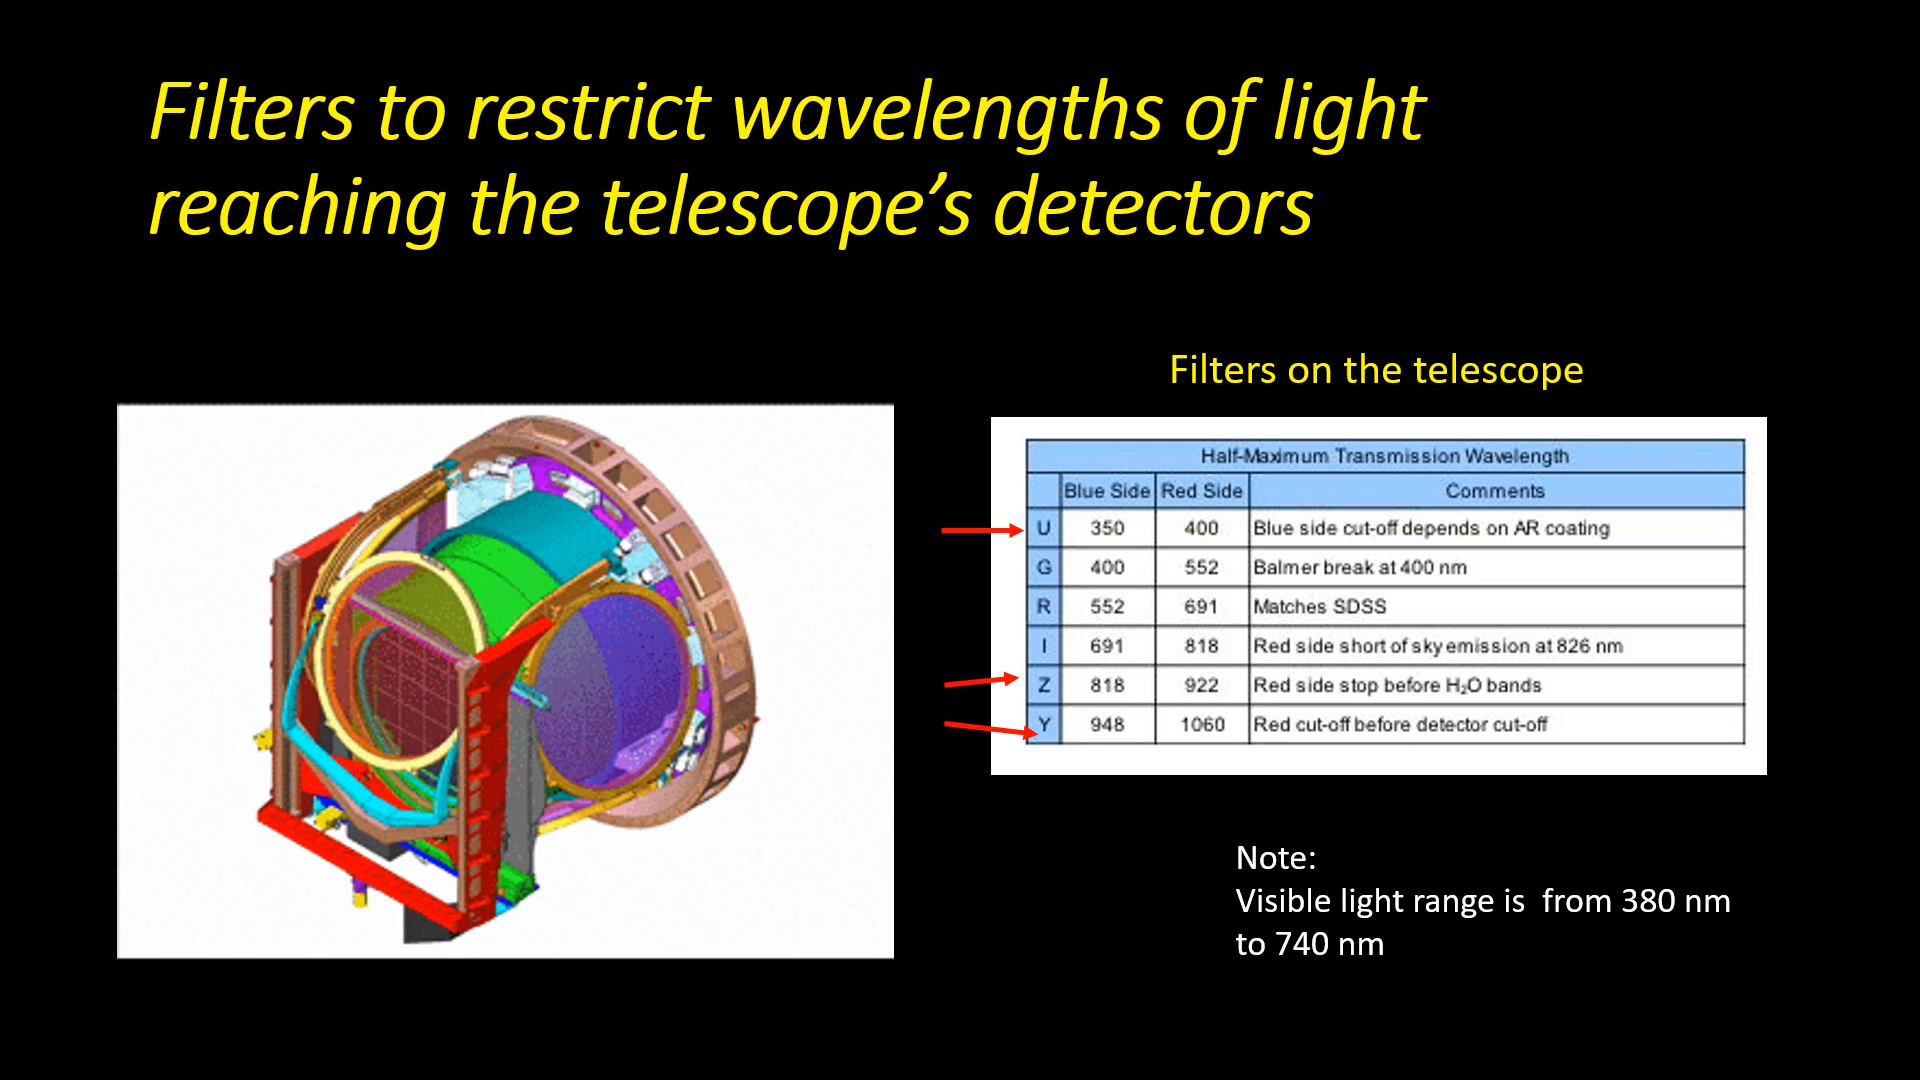 Filters to restrict wavelengths of light
reaching the telescope’s detectors
Filters on the telescope
Half-Maximum Transmission Wavelength
Blue Side Red Side Comments
U 350 400 Blue side cut-off depends on AR coating
G 400 552 Balmer break at 400 nm
R 552 691 Matches SDSS
I 691 818 Red side short of sky emission at 826 nm
Z 818 922 Red side stop before H₂O bands
Y 948 1060 Red cut-off before detector cut-off
Note:
Visible light range is  from 380 nm
to 740 nm